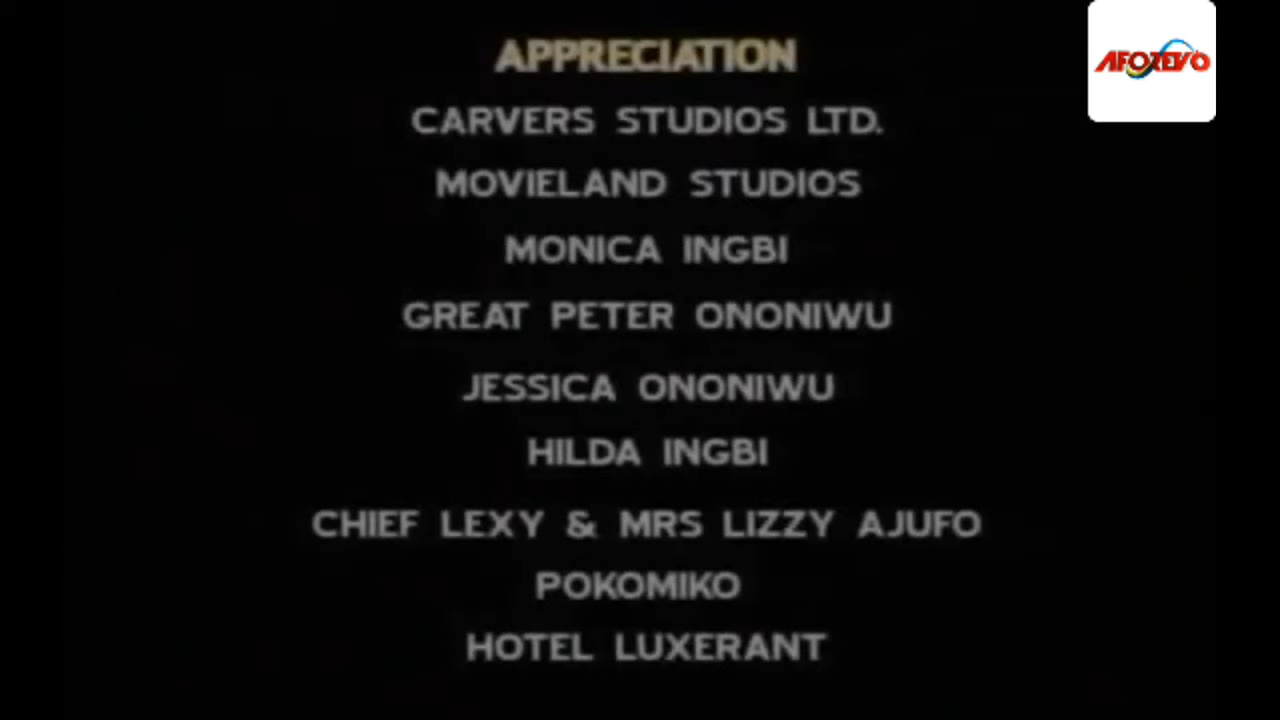 APPRECIATION
AFOREVO
CARVERS STUDIOS LTD.
MOVIELAND STUDIOS
MONICA INGBI
GREAT PETER ONONIWU
JESSICA ONONIWU
HILDA INGBI
CHIEF LEXY & MRS LIZZY AJUFO
POKOMIKO
HOTEL LUXERANT